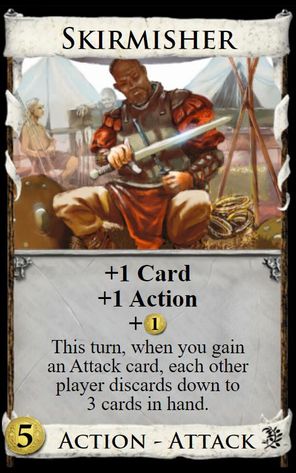 SKIRMISHER
+1 Card
+1 Action
+1
This turn, when you gain
an Attack card, each other
player discards down to
3 cards in hand.
5 ACTION - ATTACK